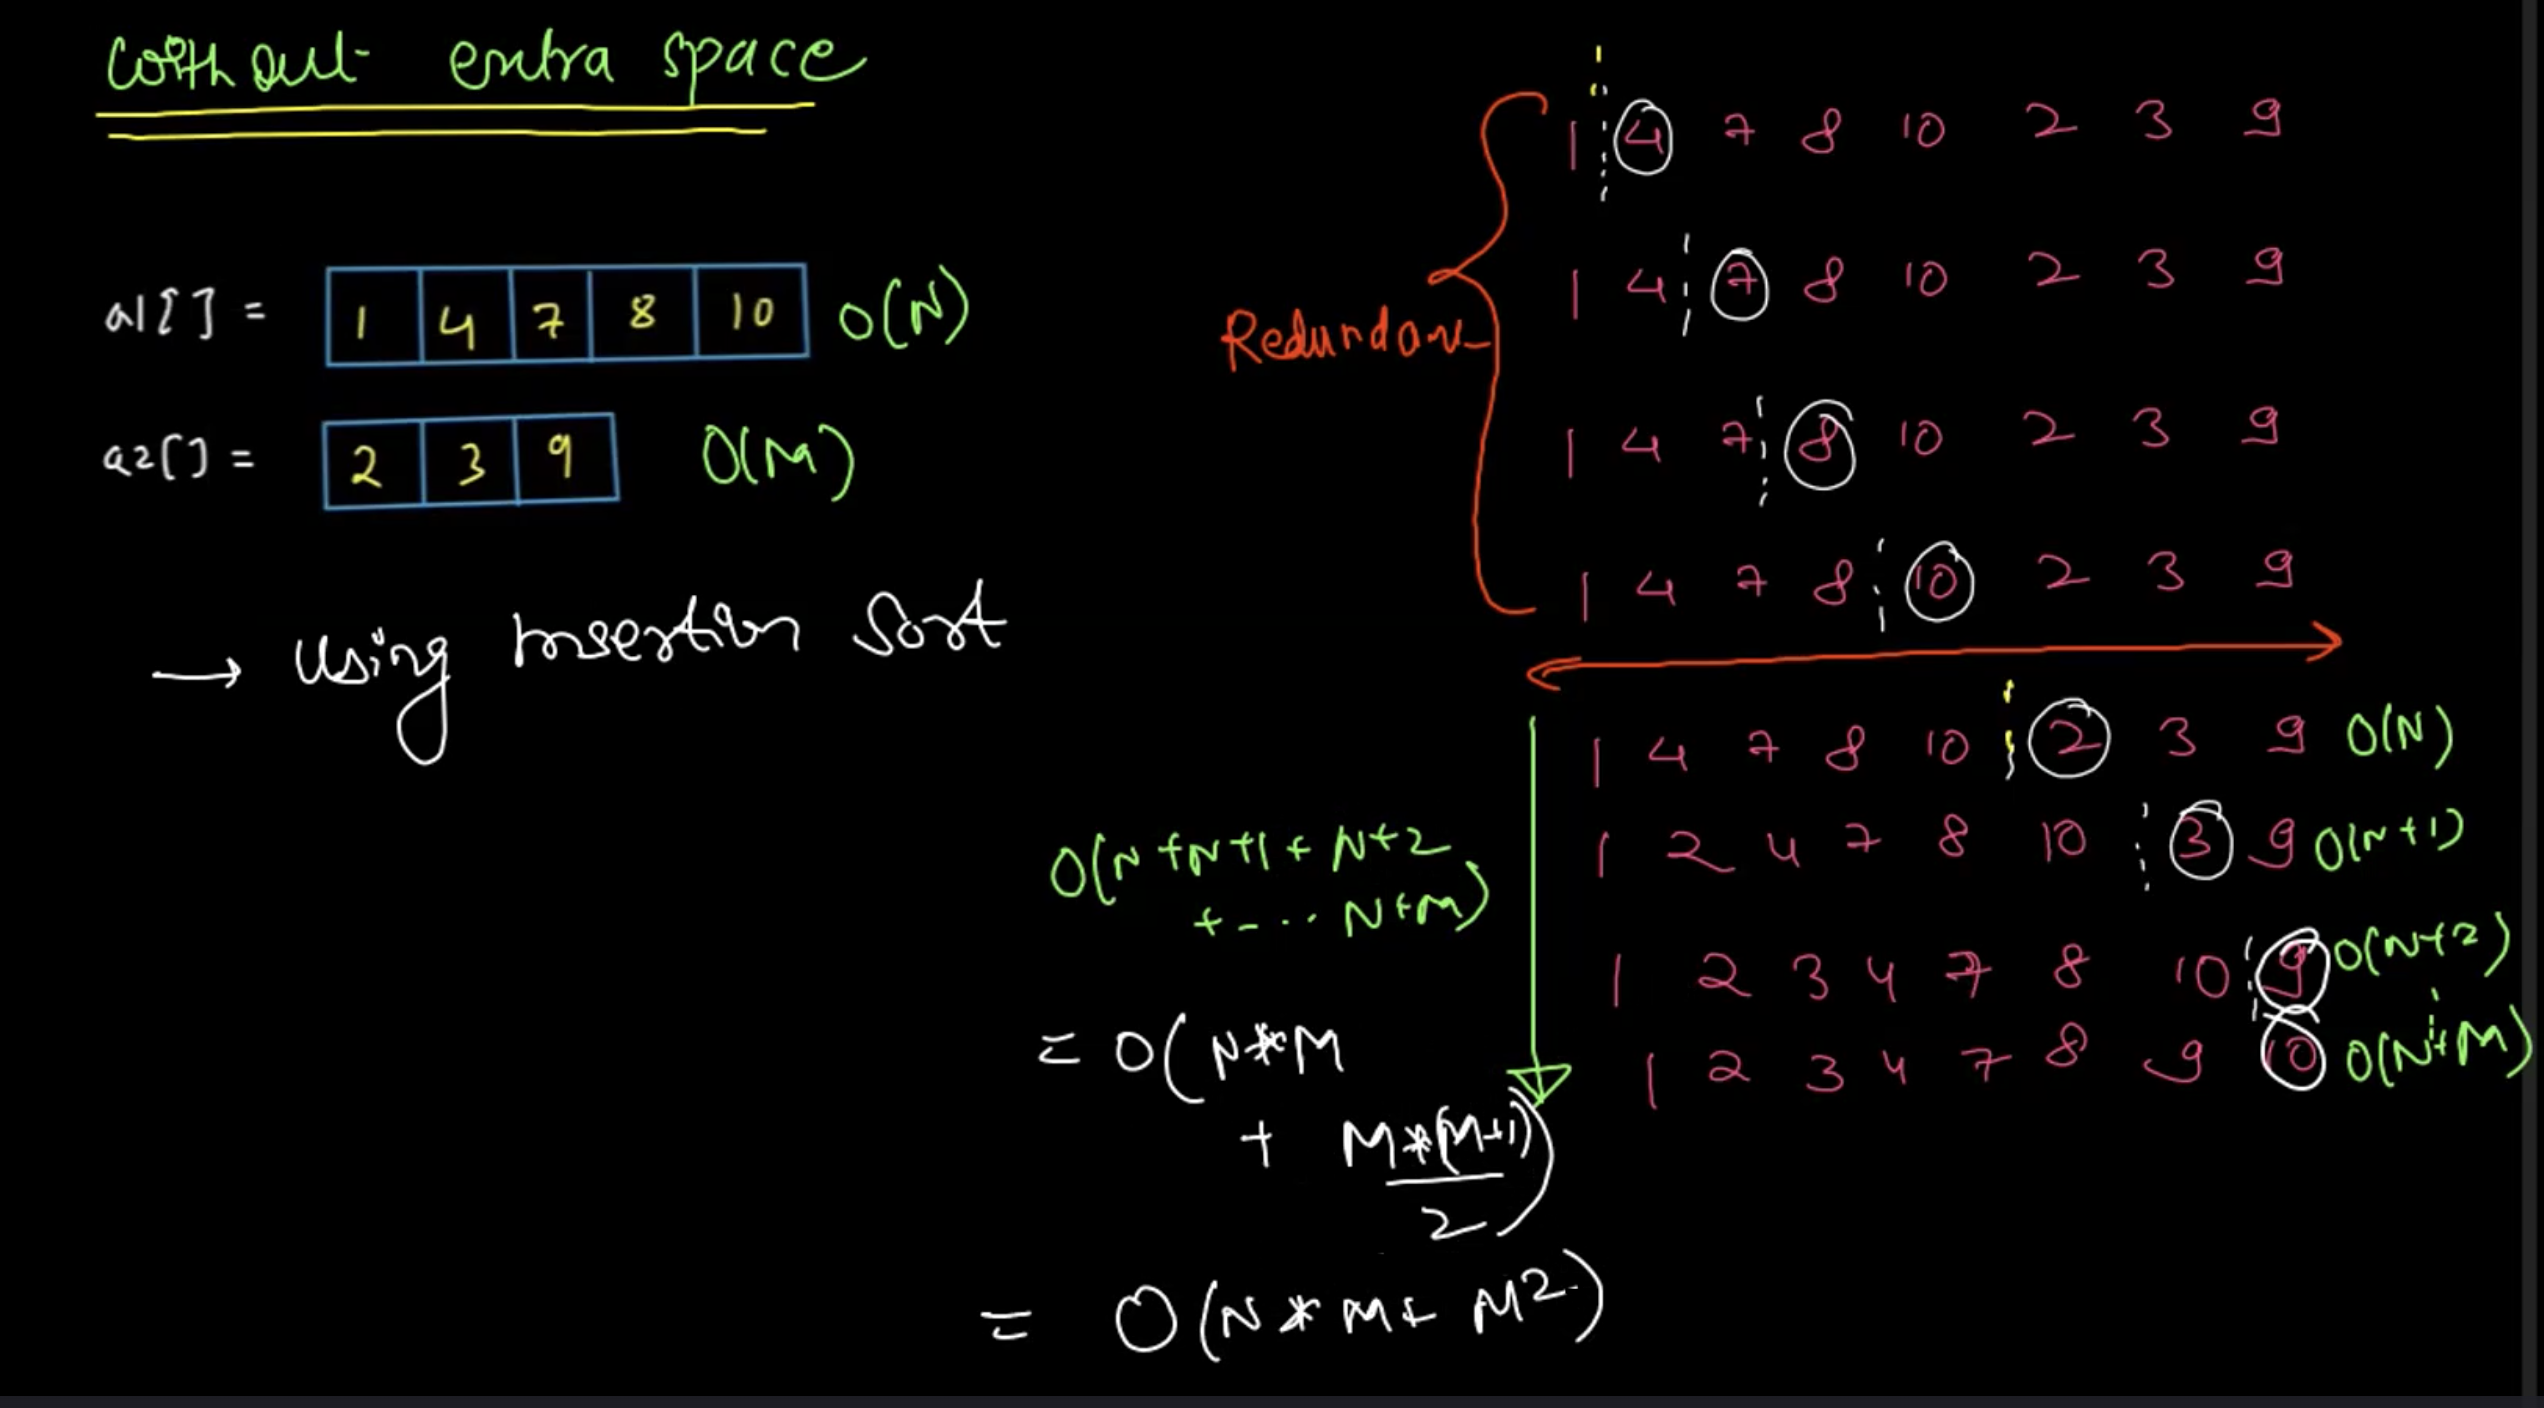 without extra space
a1[] = 1 4 7 8 10 O(N)
a2[] = 2 3 9 O(M)
→ Using Insertion Sort
Redundant
1 4 7 8 10 2 3 9
1 4 7 8 10 2 3 9
1 4 7 8 10 2 3 9
1 4 7 8 10 2 3 9
1 4 7 8 10 2 3 9 O(N)
1 2 4 7 8 10 3 9 O(N+1)
1 2 3 4 7 8 10 9 O(N+2)
1 2 3 4 7 8 9 10 O(N+M)
O(N+N+1+N+2
+-... N+M)
= O(N*M
+ M*(M+1)
2)
= O(N*M+M²)